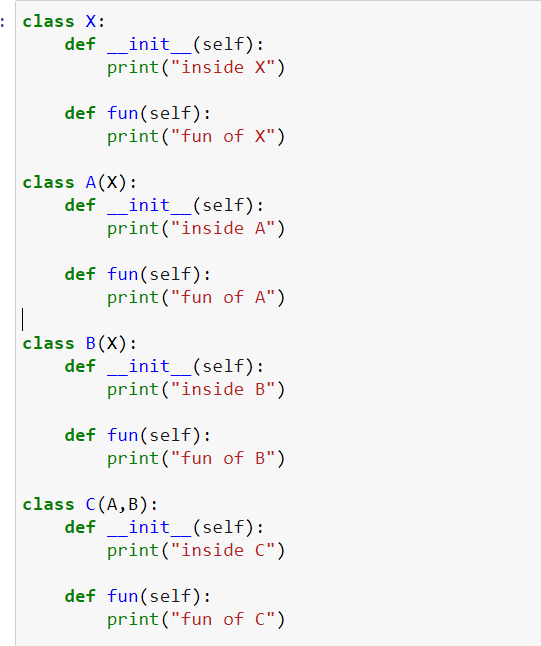 :
class X:
    def __init__(self):
        print("inside X")

    def fun(self):
        print("fun of X")

class A(X):
    def __init__(self):
        print("inside A")

    def fun(self):
        print("fun of A")

class B(X):
    def __init__(self):
        print("inside B")

    def fun(self):
        print("fun of B")

class C(A,B):
    def __init__(self):
        print("inside C")

    def fun(self):
        print("fun of C")